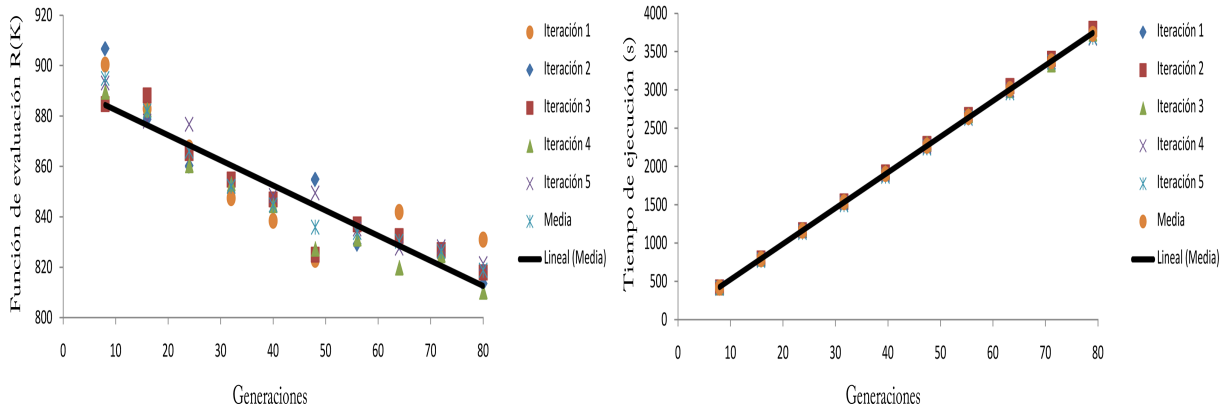 Función de evaluación R(K)
920
900
880
860
840
820
800
0 10 20 30 40 50 60 70 80
Generaciones
Iteración 1
Iteración 2
Iteración 3
Iteración 4
Iteración 5
Media
Lineal (Media)
Tiempo de ejecución (s)
4000
3500
3000
2500
2000
1500
1000
500
0
0 10 20 30 40 50 60 70 80
Generaciones
Iteración 1
Iteración 2
Iteración 3
Iteración 4
Iteración 5
Media
Lineal (Media)